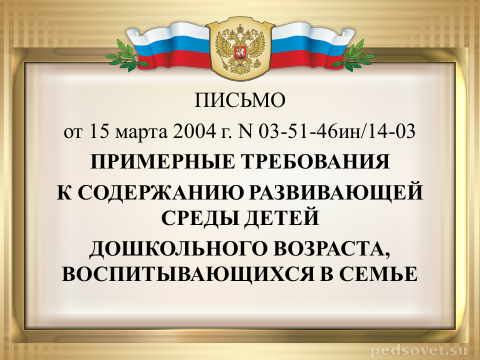 ПИСЬМО
от 15 марта 2004 г. N 03-51-46ин/14-03
ПРИМЕРНЫЕ ТРЕБОВАНИЯ
К СОДЕРЖАНИЮ РАЗВИВАЮЩЕЙ
СРЕДЫ ДЕТЕЙ
ДОШКОЛЬНОГО ВОЗРАСТА,
ВОСПИТЫВАЮЩИХСЯ В СЕМЬЕ
pedsovet.su